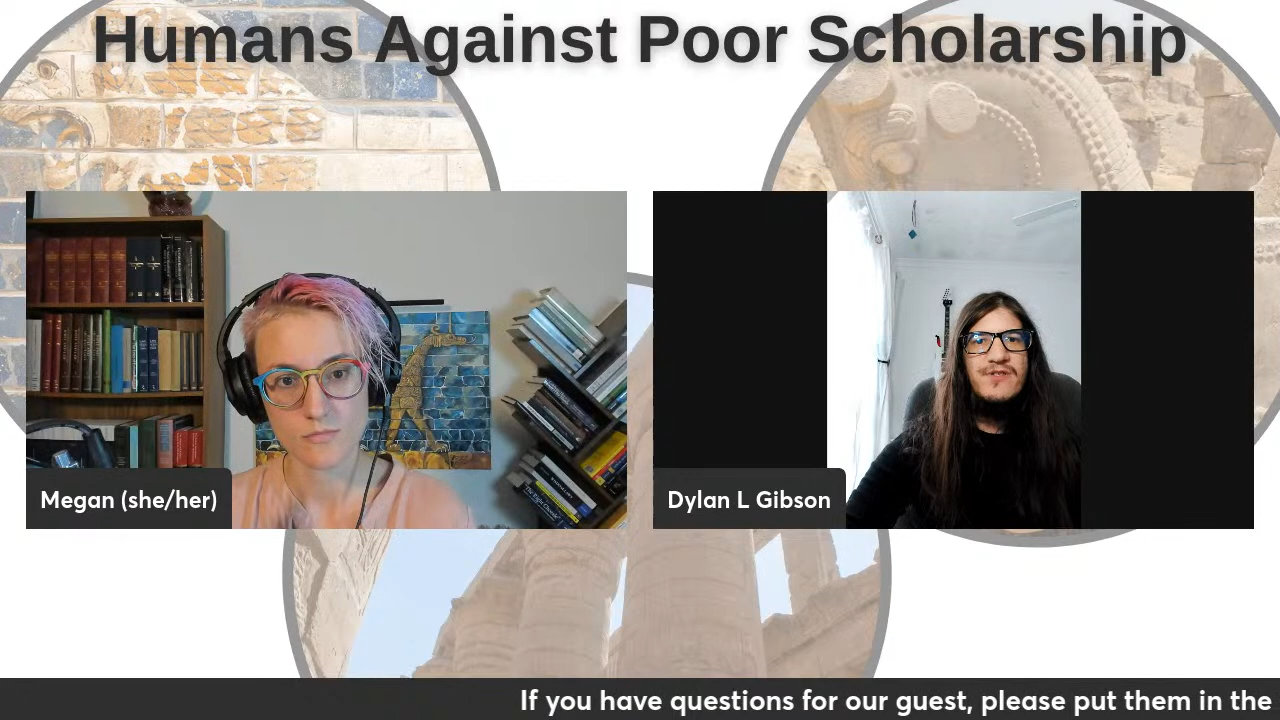 Humans Against Poor Scholarship
Megan (she/her)
Dylan L Gibson
If you have questions for our guest, please put them in the